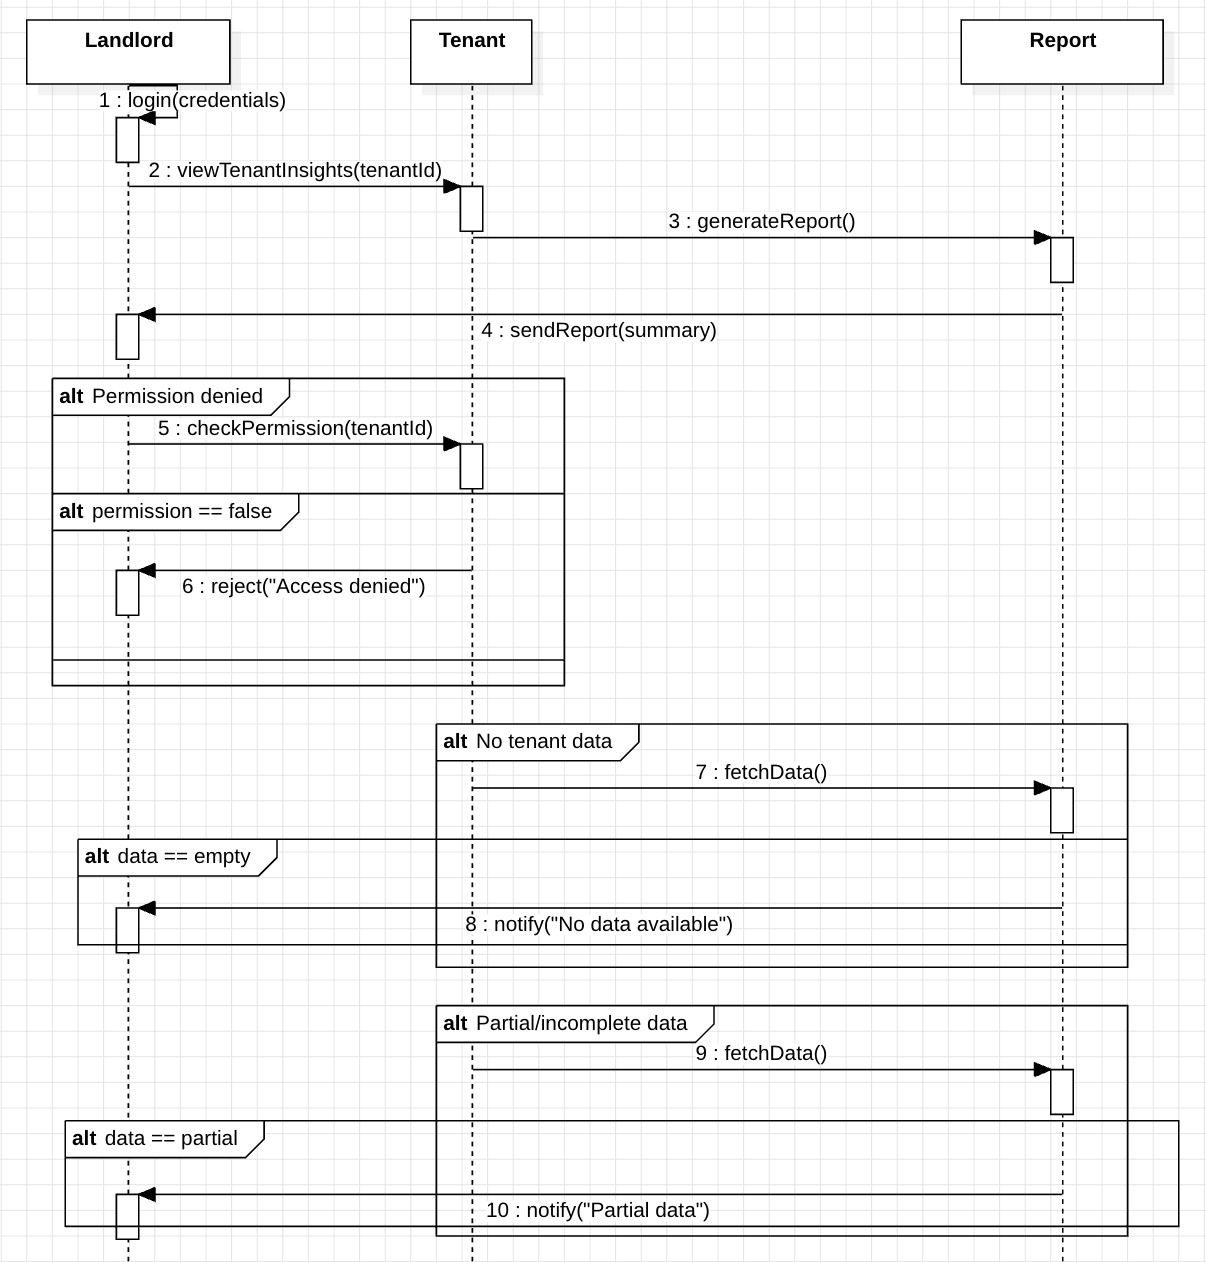 Landlord
Tenant
Report
1 : login(credentials)
2 : viewTenantInsights(tenantId)
3 : generateReport()
4 : sendReport(summary)
alt Permission denied
5 : checkPermission(tenantId)
alt permission == false
6 : reject("Access denied")
alt No tenant data
7 : fetchData()
alt data == empty
8 : notify("No data available")
alt Partial/incomplete data
9 : fetchData()
alt data == partial
10 : notify("Partial data")